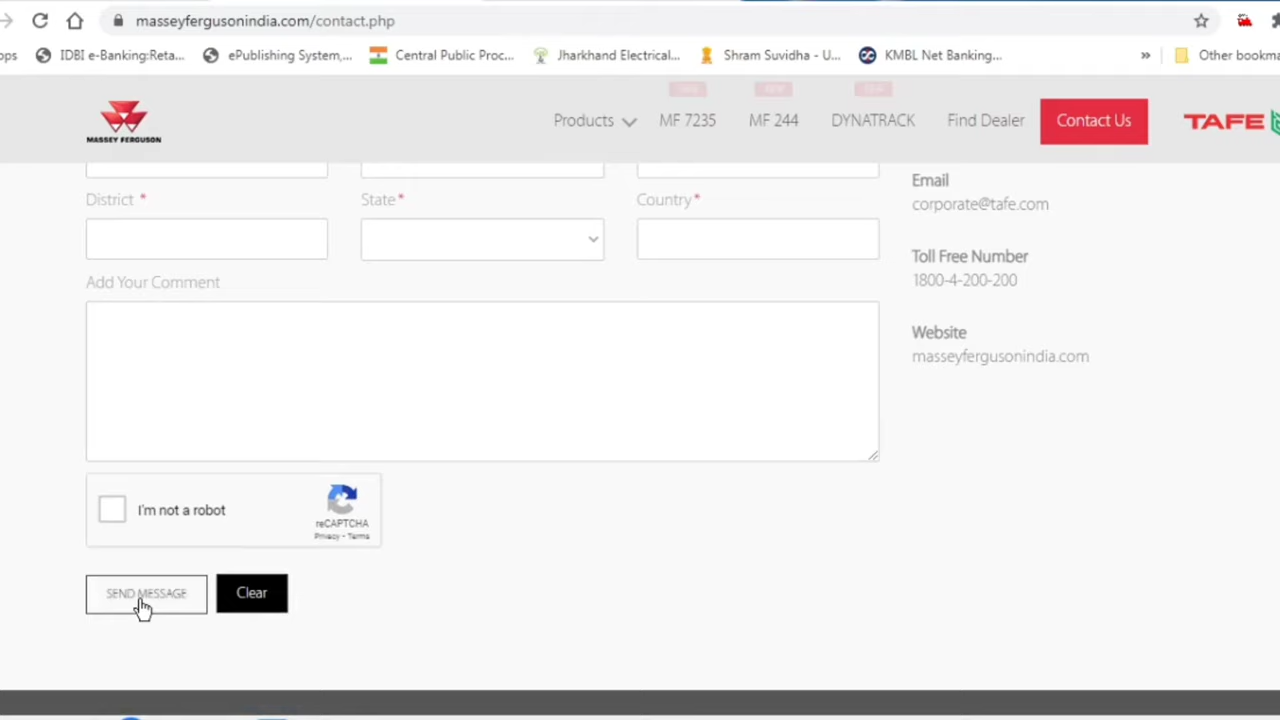 masseyfergusonindia.com/contact.php
ops IDBI e-Banking:Reta... ePublishing System,... Central Public Proc... Jharkhand Electrical... Shram Suvidha - U... KMBL Net Banking... » Other bookma
MASSEY FERGUSON Products MF 7235 MF 244 DYNATRACK Find Dealer Contact Us TAFE
District * State* Country*
Add Your Comment
I'm not a robot
reCAPTCHA
Privacy - Terms
SEND MESSAGE Clear
Email
corporate@tafe.com
Toll Free Number
1800-4-200-200
Website
masseyfergusonindia.com